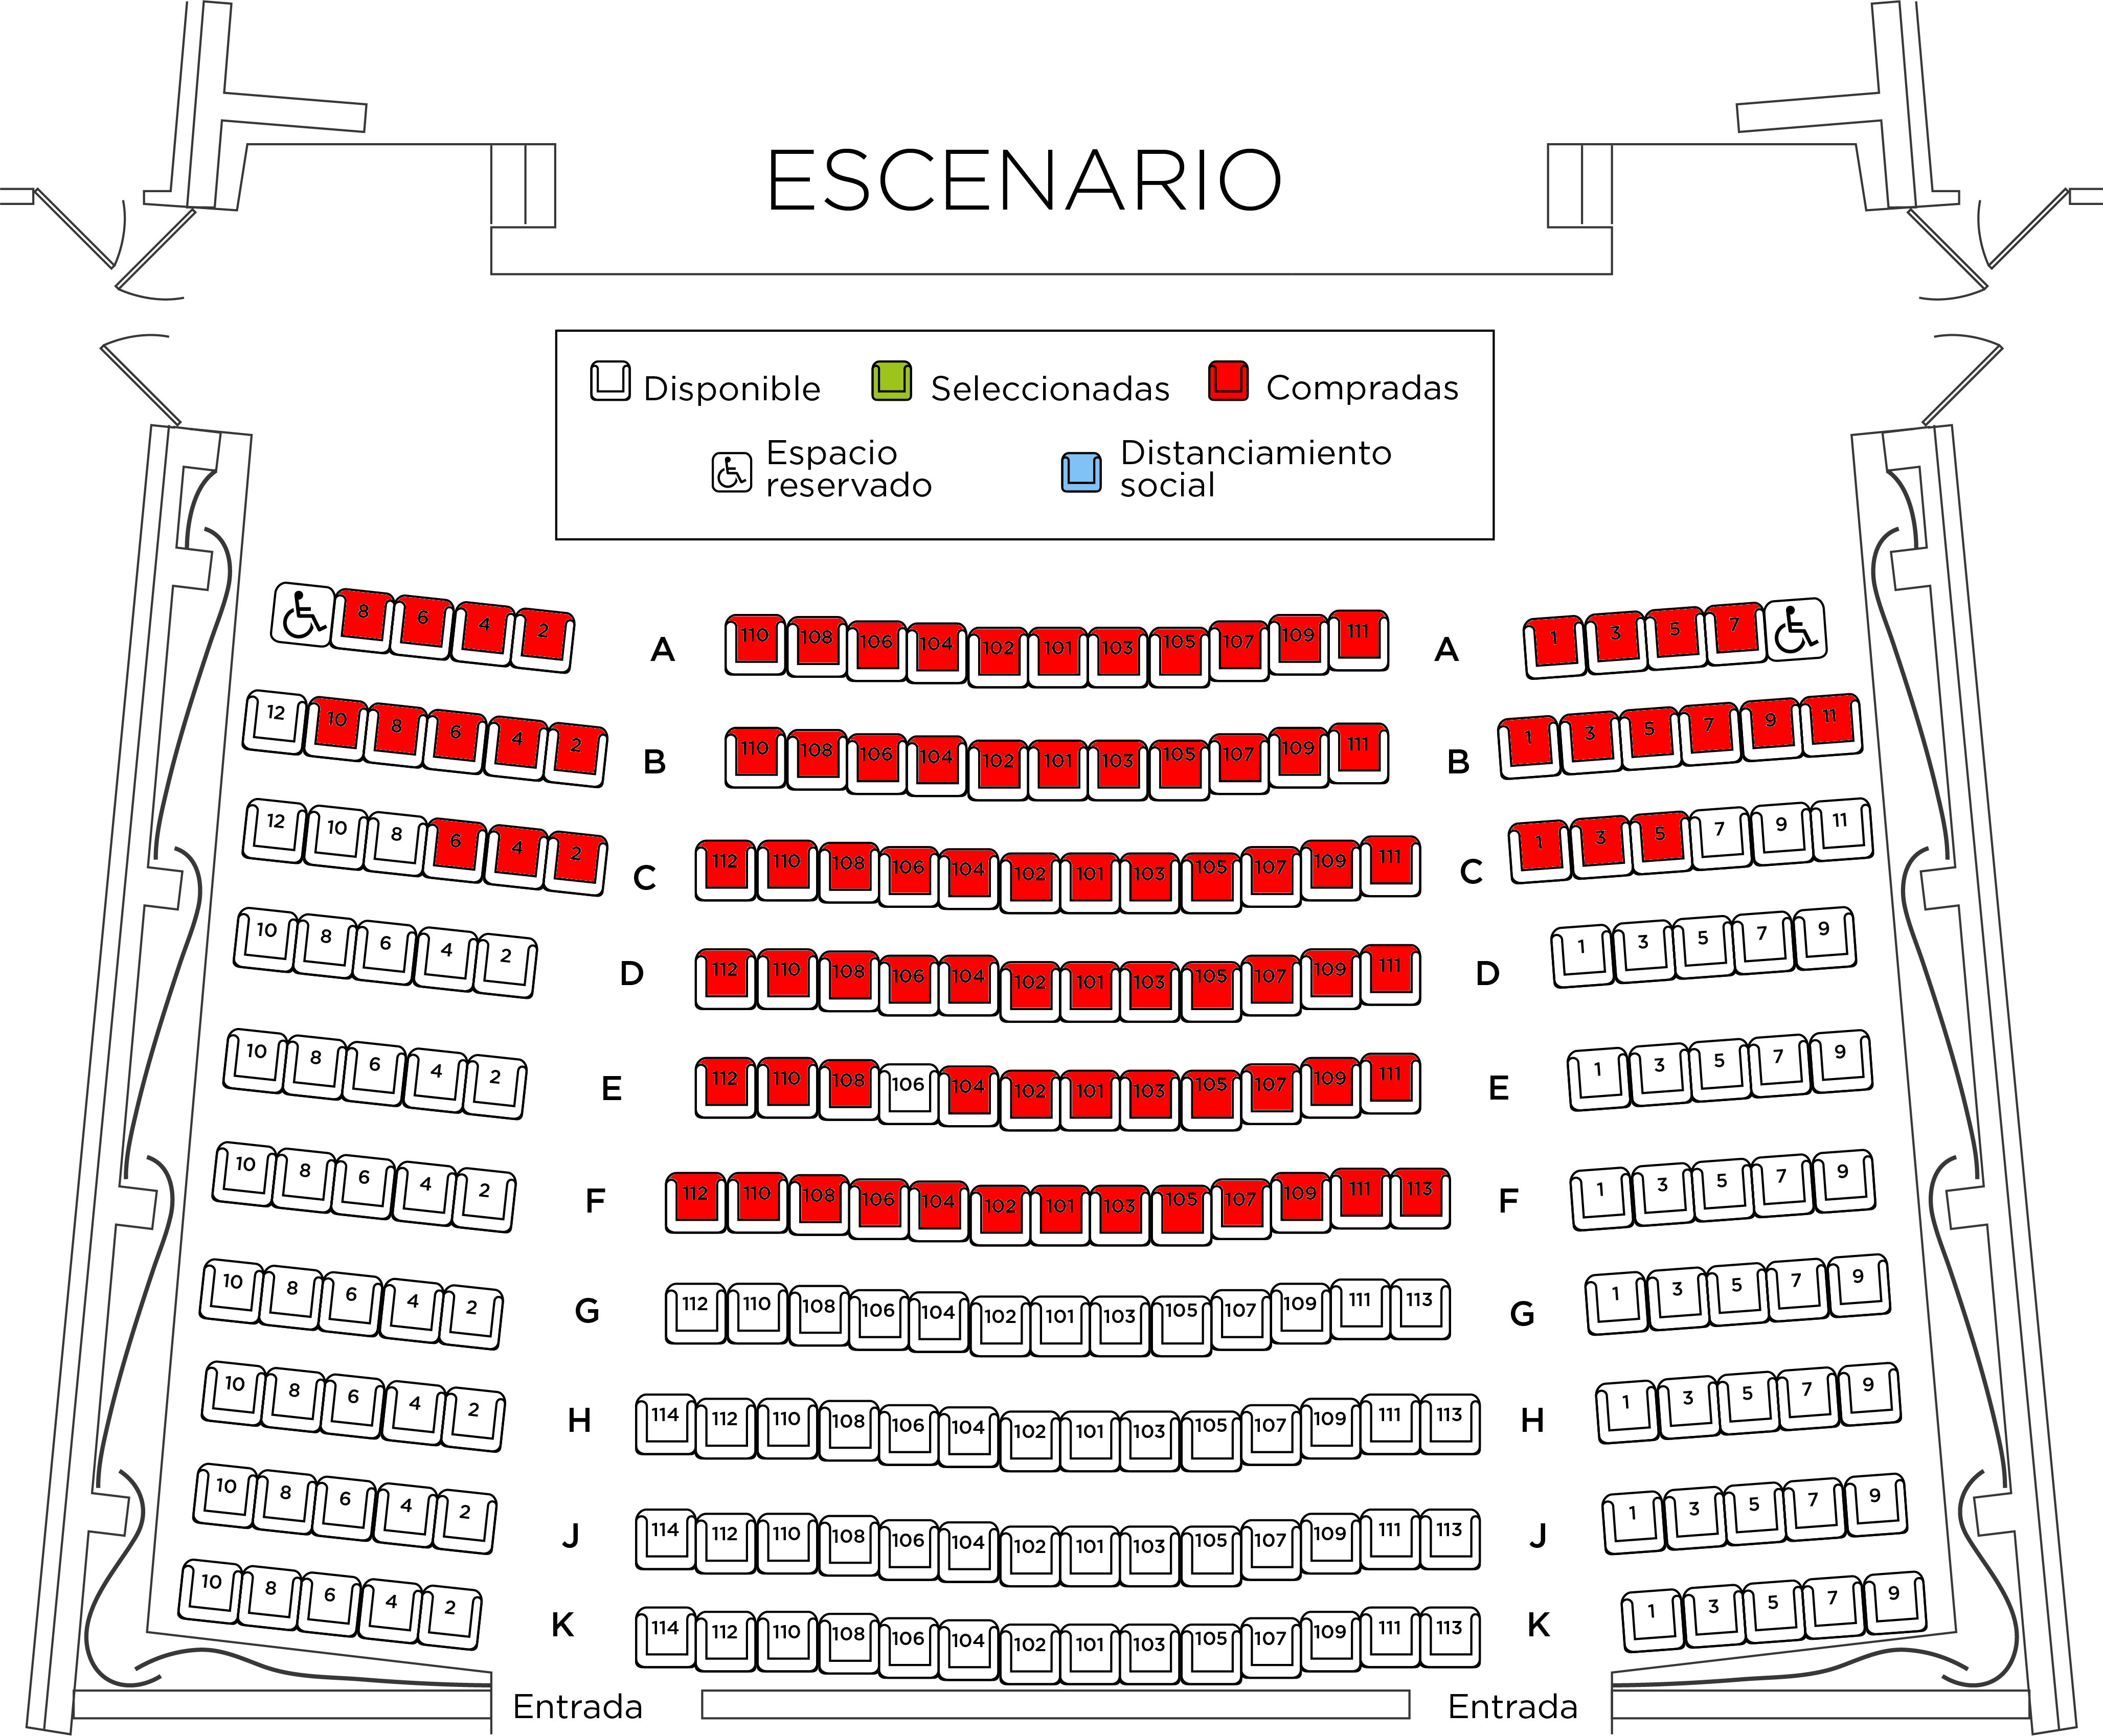 ESCENARIO
Disponible Seleccionadas Compradas
Espacio
reservado
Distanciamiento
social
8 6 4 2 A 110 108 106 104 102 101 103 105 107 109 111 A 1 3 5 7
12 10 8 6 4 2 B 110 108 106 104 102 101 103 105 107 109 111 B 1 3 5 7 9 11
12 10 8 6 4 2 C 112 110 108 106 104 102 101 103 105 107 109 111 C 1 3 5 7 9 11
10 8 6 4 2 D 112 110 108 106 104 102 101 103 105 107 109 111 D 1 3 5 7 9
10 8 6 4 2 E 112 110 108 106 104 102 101 103 105 107 109 111 E 1 3 5 7 9
10 8 6 4 2 F 112 110 108 106 104 102 101 103 105 107 109 111 113 F 1 3 5 7 9
10 8 6 4 2 G 112 110 108 106 104 102 101 103 105 107 109 111 113 G 1 3 5 7 9
10 8 6 4 2 H 114 112 110 108 106 104 102 101 103 105 107 109 111 113 H 1 3 5 7 9
10 8 6 4 2 J 114 112 110 108 106 104 102 101 103 105 107 109 111 113 J 1 3 5 7 9
10 8 6 4 2 K 114 112 110 108 106 104 102 101 103 105 107 109 111 113 K 1 3 5 7 9
Entrada Entrada